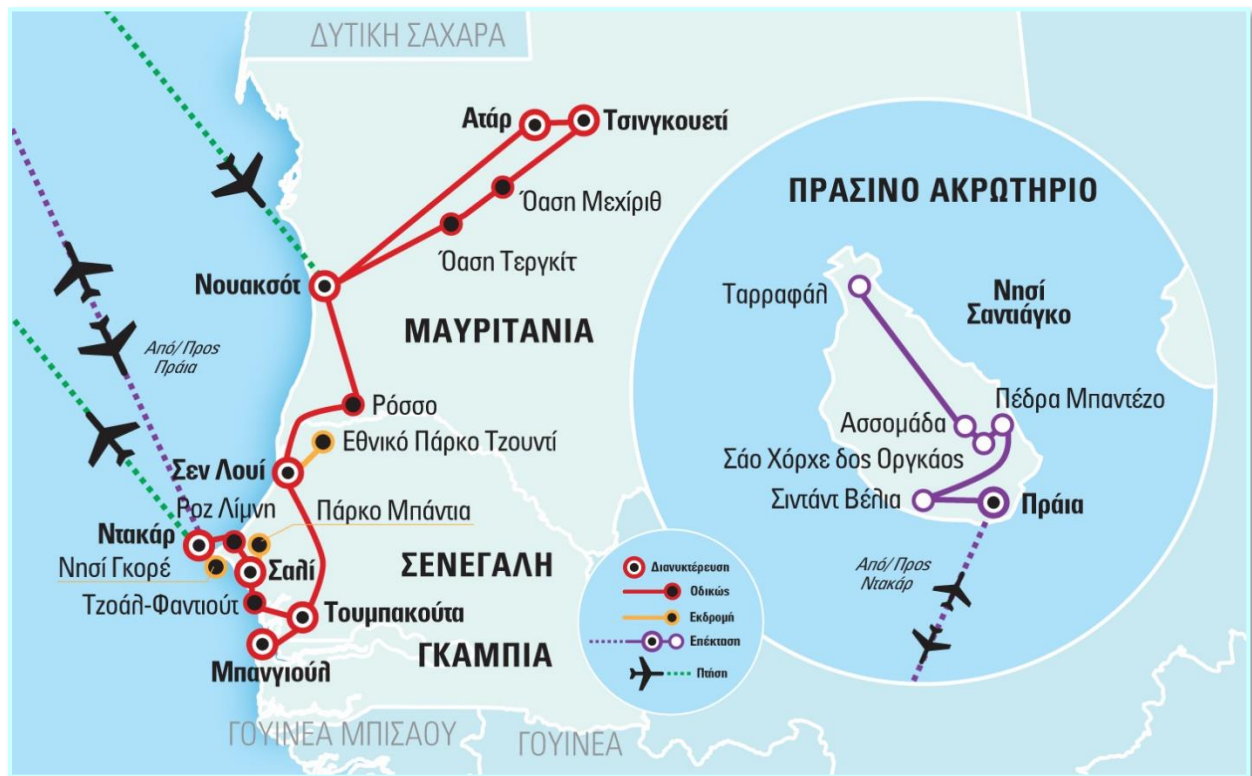 ΔΥΤΙΚΗ ΣΑΧΑΡΑ
Ατάρ
Τσινγκουετί
Όαση Μεχίριθ
Όαση Τεργκίτ
Νουακσότ
ΜΑΥΡΙΤΑΝΙΑ
Από/ Προς
Πράια
Ρόσσο
Εθνικό Πάρκο Τζουντί
Σεν Λουί
Ροζ Λίμνη
Πάρκο Μπάντια
Ντακάρ
Νησί Γκορέ
Σαλί
ΣΕΝΕΓΑΛΗ
Τζοάλ-Φαντιούτ
Τουμπακούτα
ΓΚΑΜΠΙΑ
Μπανγιούλ
ΓΟΥΙΝΕΑ ΜΠΙΣΑΟΥ
ΓΟΥΙΝΕΑ
Διανυκτέρευση
Οδικώς
Εκδρομή
Επέκταση
Πτήση
ΠΡΑΣΙΝΟ ΑΚΡΩΤΗΡΙΟ
Ταρραφάλ
Νησί
Σαντιάγκο
Πέδρα Μπαντέζο
Ασσομάδα
Σάο Χόρχε δος Οργκάος
Σιντάντ Βέλια
Πράια
Από/ Προς
Ντακάρ